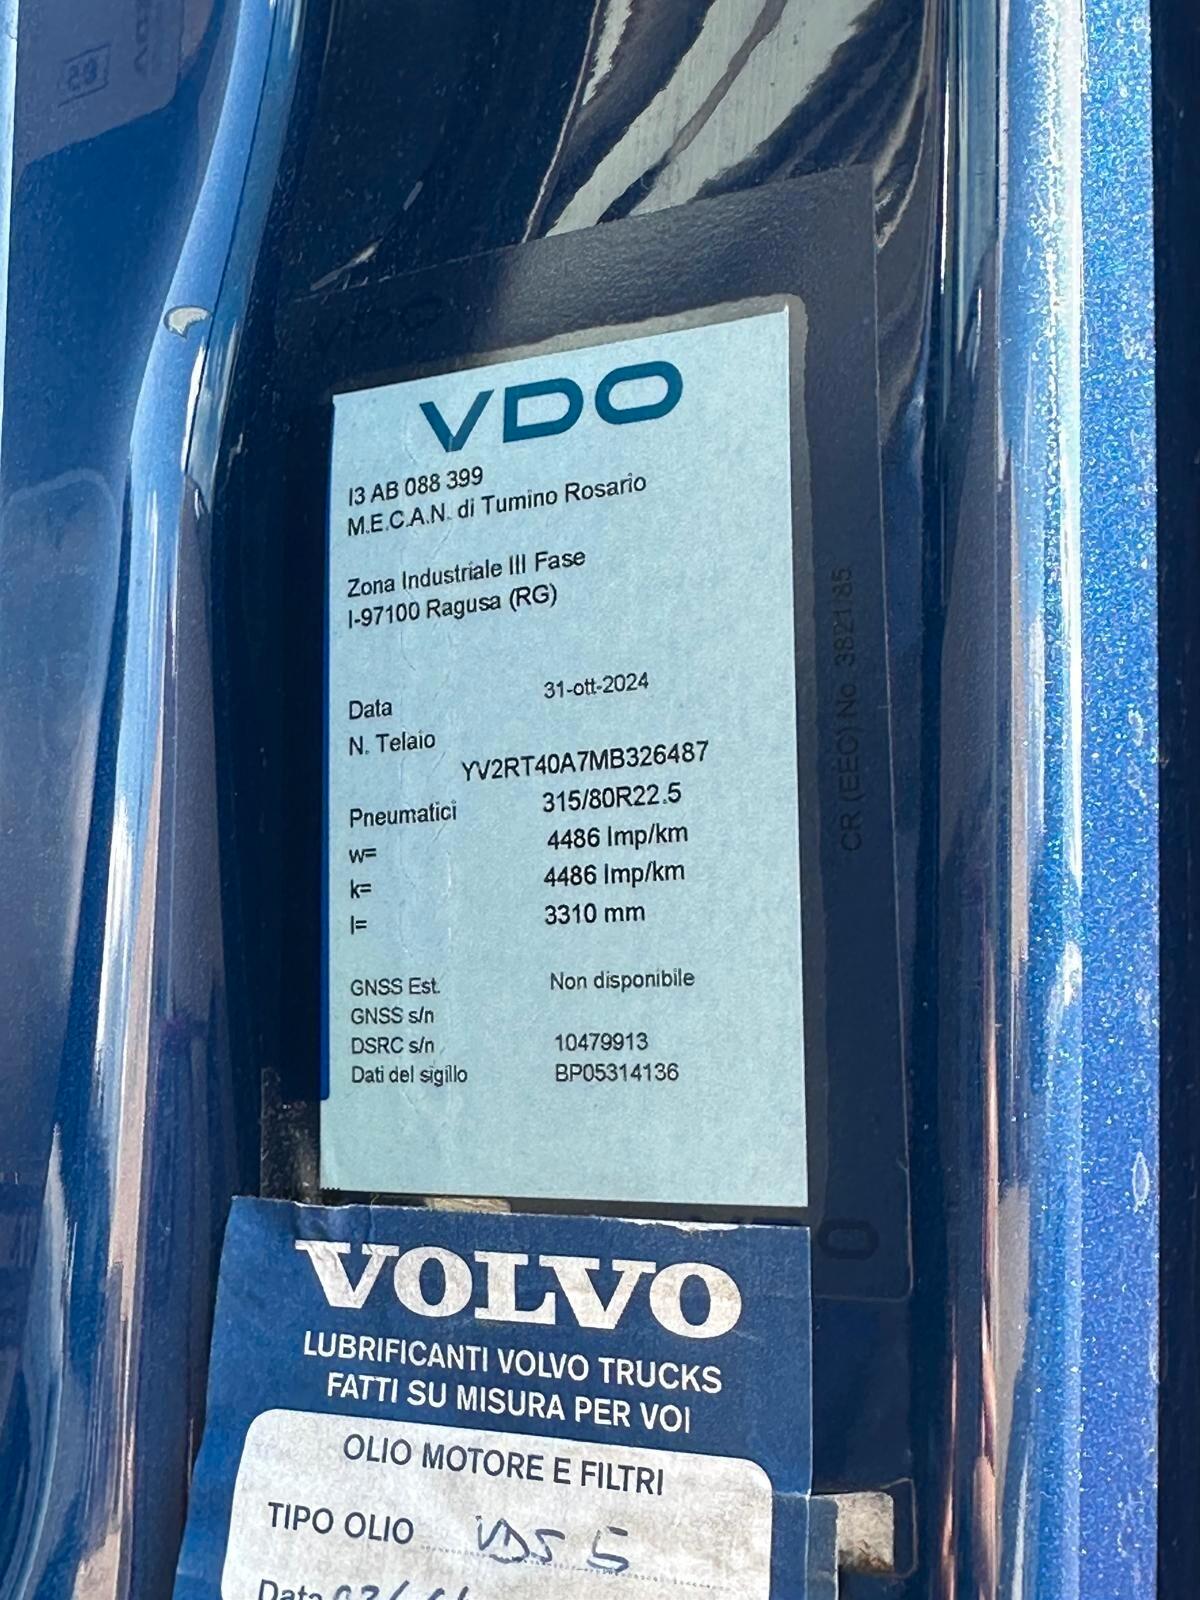 VDO
I3 AB 088 399
M.E.C.A.N. di Tumino Rosario
Zona Industriale III Fase
I-97100 Ragusa (RG)
Data 31-ott-2024
N. Telaio
YV2RT40A7MB326487
Pneumatici 315/80R22.5
w= 4486 Imp/km
k= 4486 Imp/km
l= 3310 mm
GNSS Est. Non disponibile
GNSS s/n
DSRC s/n 10479913
Dati del sigillo BP05314136
CR (EEC) No 3821/85
VOLVO
LUBRIFICANTI VOLVO TRUCKS
FATTI SU MISURA PER VOI
OLIO MOTORE E FILTRI
TIPO OLIO VDS 5
Data